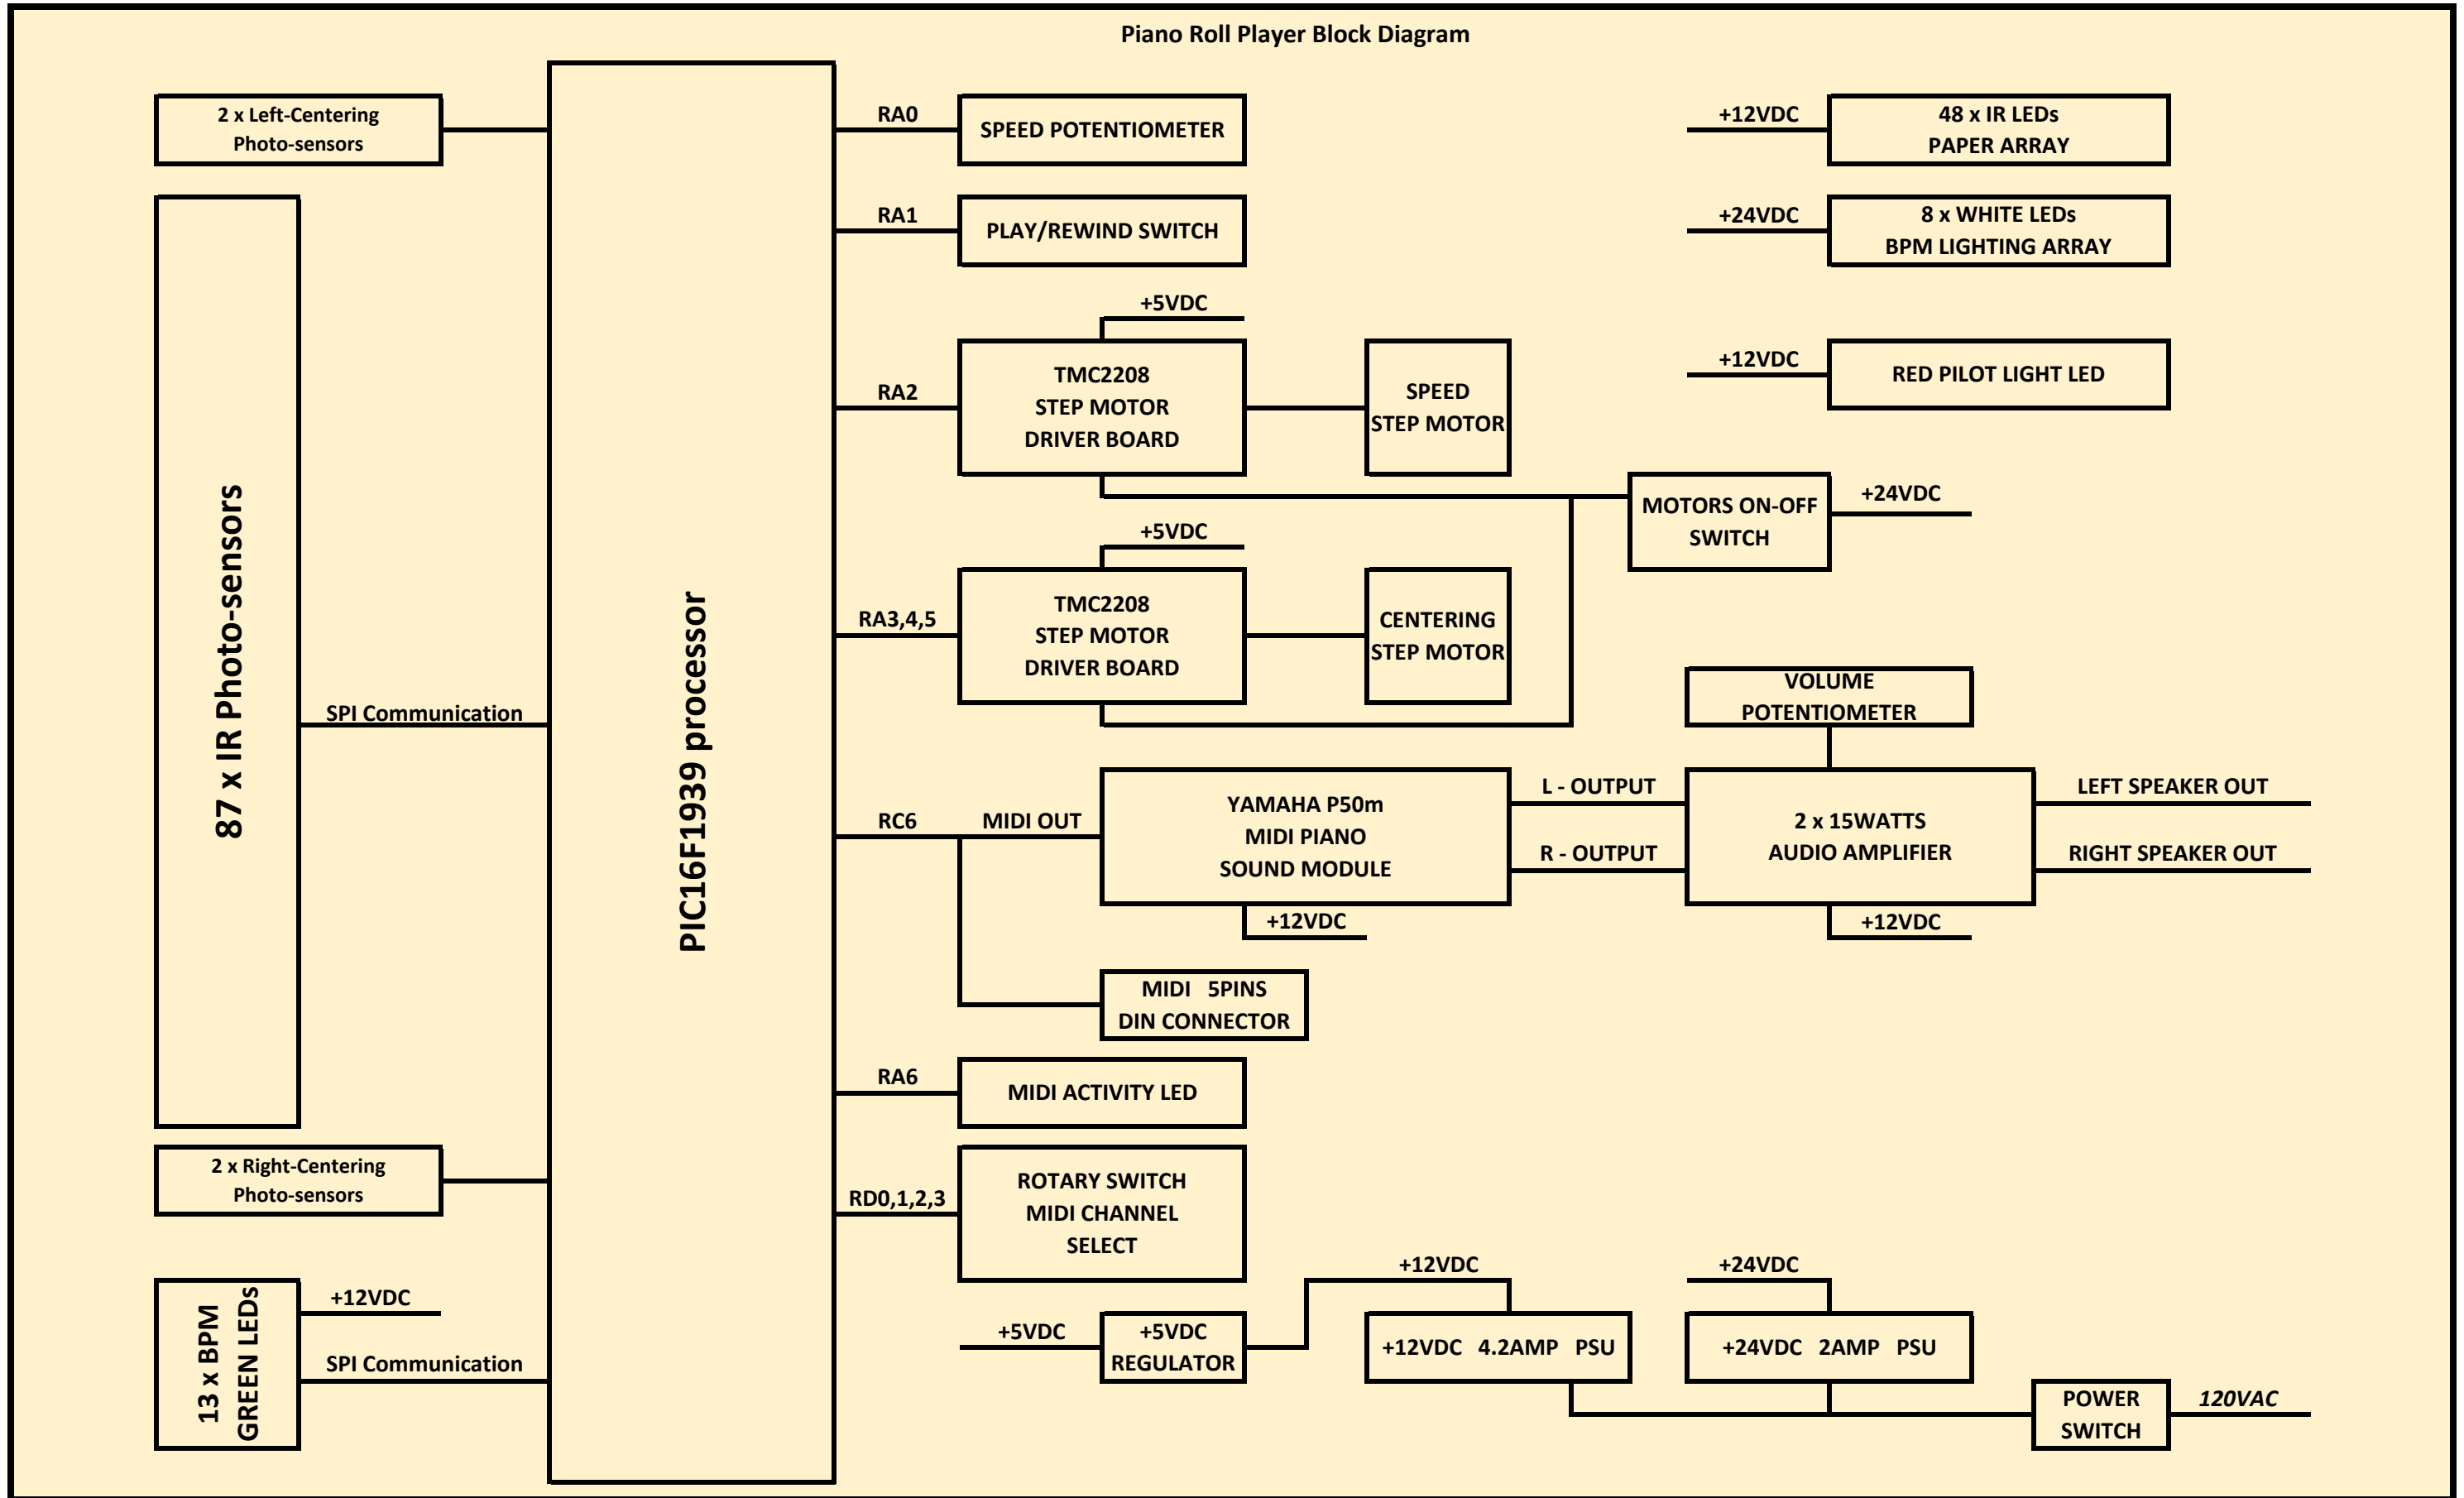 Piano Roll Player Block Diagram
2 x Left-Centering
Photo-sensors
87 x IR Photo-sensors
SPI Communication
2 x Right-Centering
Photo-sensors
13 x BPM
GREEN LEDs
+12VDC
SPI Communication
PIC16F1939 processor
RA0
SPEED POTENTIOMETER
RA1
PLAY/REWIND SWITCH
+5VDC
RA2
TMC2208
STEP MOTOR
DRIVER BOARD
SPEED
STEP MOTOR
+5VDC
RA3,4,5
TMC2208
STEP MOTOR
DRIVER BOARD
CENTERING
STEP MOTOR
MOTORS ON-OFF
SWITCH
+24VDC
+12VDC
48 x IR LEDs
PAPER ARRAY
+24VDC
8 x WHITE LEDs
BPM LIGHTING ARRAY
+12VDC
RED PILOT LIGHT LED
RC6
MIDI OUT
YAMAHA P50m
MIDI PIANO
SOUND MODULE
+12VDC
L - OUTPUT
R - OUTPUT
VOLUME
POTENTIOMETER
2 x 15WATTS
AUDIO AMPLIFIER
+12VDC
LEFT SPEAKER OUT
RIGHT SPEAKER OUT
MIDI 5PINS
DIN CONNECTOR
RA6
MIDI ACTIVITY LED
RD0,1,2,3
ROTARY SWITCH
MIDI CHANNEL
SELECT
+5VDC
+5VDC
REGULATOR
+12VDC
+12VDC 4.2AMP PSU
+24VDC
+24VDC 2AMP PSU
POWER
SWITCH
120VAC